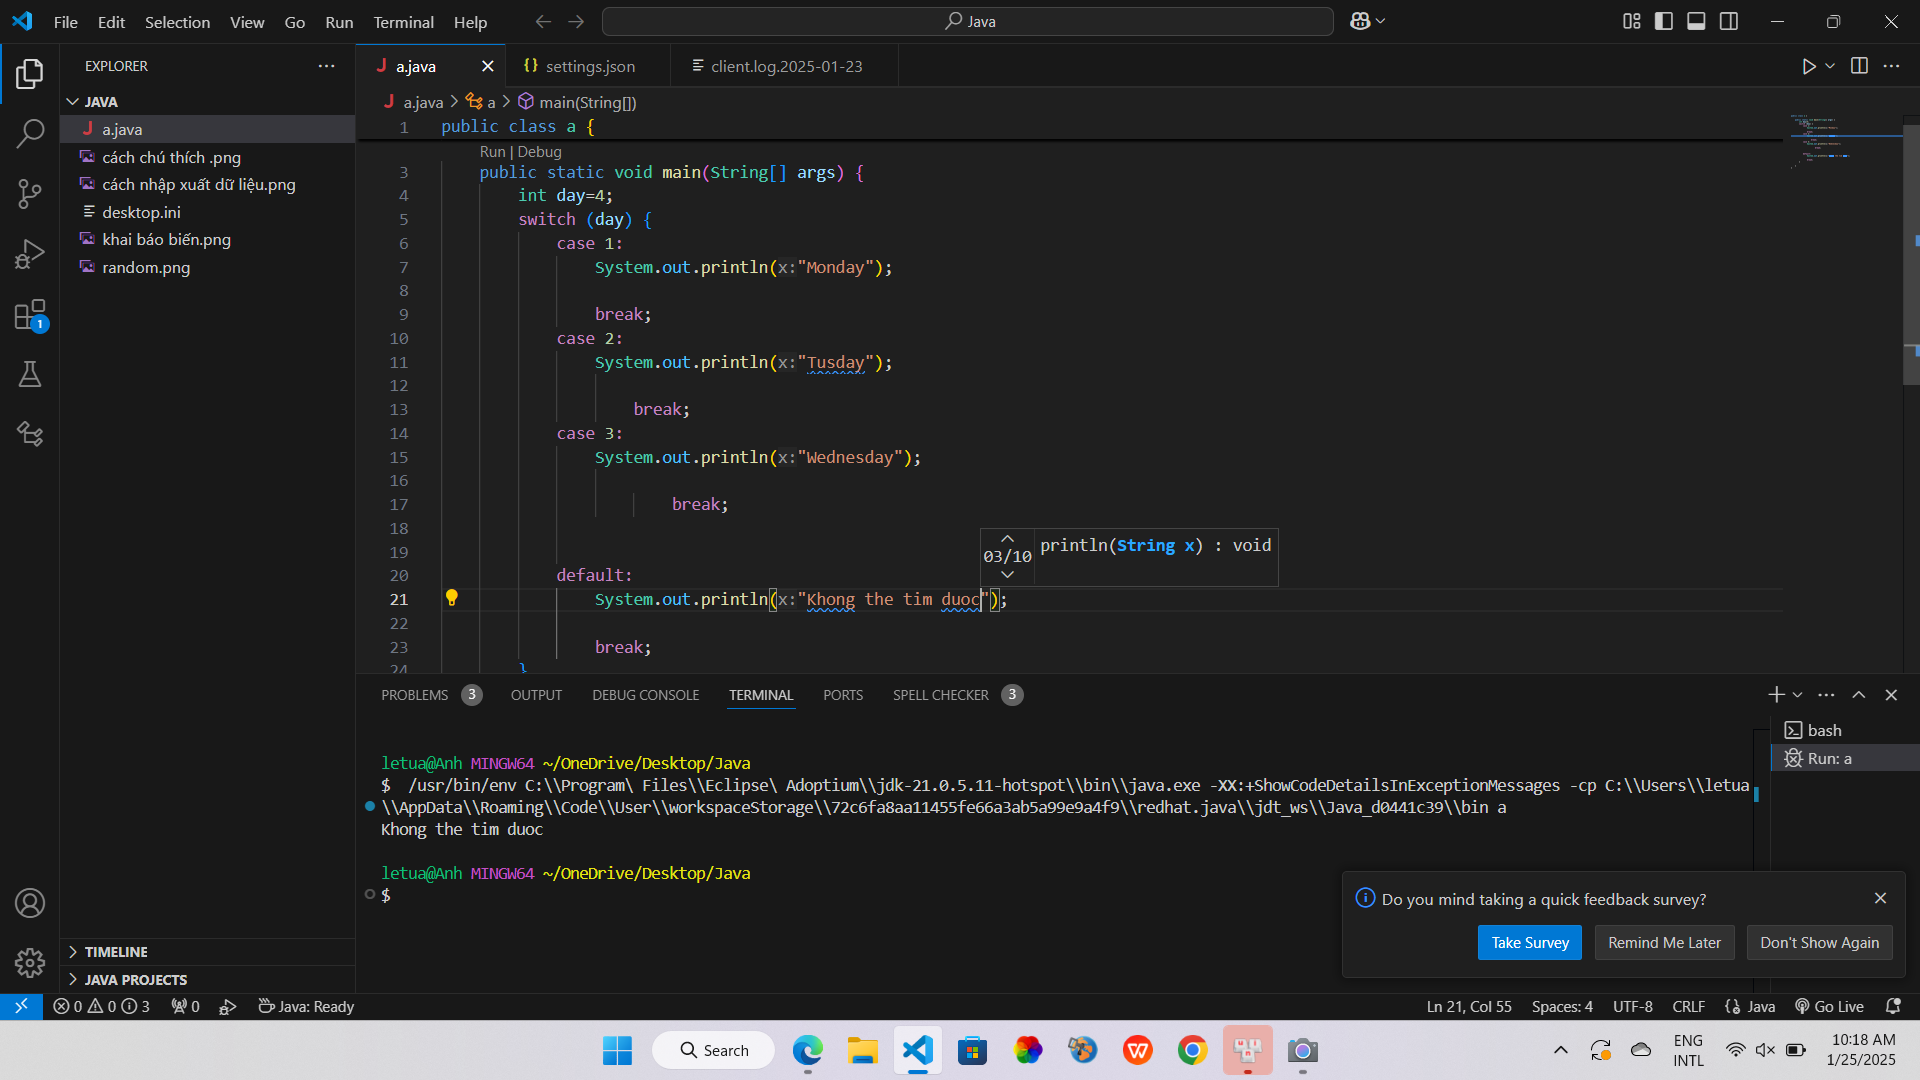 File Edit Selection View Go Run Terminal Help
Java
EXPLORER
JAVA
a.java
cách chú thích .png
cách nhập xuất dữ liệu.png
desktop.ini
khai báo biến.png
random.png
TIMELINE
JAVA PROJECTS
1
a.java
settings.json
client.log.2025-01-23
a.java > a > main(String[])
1 public class a {
Run | Debug
3 public static void main(String[] args) {
4 int day=4;
5 switch (day) {
6 case 1:
7 System.out.println(x:"Monday");
8
9 break;
10 case 2:
11 System.out.println(x:"Tusday");
12
13 break;
14 case 3:
15 System.out.println(x:"Wednesday");
16
17 break;
18
19
20 default:
21 System.out.println(x:"Khong the tim duoc");
22
23 break;
24 }
03/10
println(String x) : void
PROBLEMS 3 OUTPUT DEBUG CONSOLE TERMINAL PORTS SPELL CHECKER 3
letua@Anh MINGW64 ~/OneDrive/Desktop/Java
$ /usr/bin/env C:\\Program\ Files\\Eclipse\ Adoptium\\jdk-21.0.5.11-hotspot\\bin\\java.exe -XX:+ShowCodeDetailsInExceptionMessages -cp C:\\Users\\letua
\\AppData\\Roaming\\Code\\User\\workspaceStorage\\72c6fa8aa11455fe66a3ab5a99e9a4f9\\redhat.java\\jdt_ws\\Java_d0441c39\\bin a
Khong the tim duoc
letua@Anh MINGW64 ~/OneDrive/Desktop/Java
$
bash
Run: a
Do you mind taking a quick feedback survey?
Take Survey Remind Me Later Don't Show Again
0 0 3 0 Java: Ready
Ln 21, Col 55 Spaces: 4 UTF-8 CRLF Java Go Live
Search
ENG
INTL
10:18 AM
1/25/2025